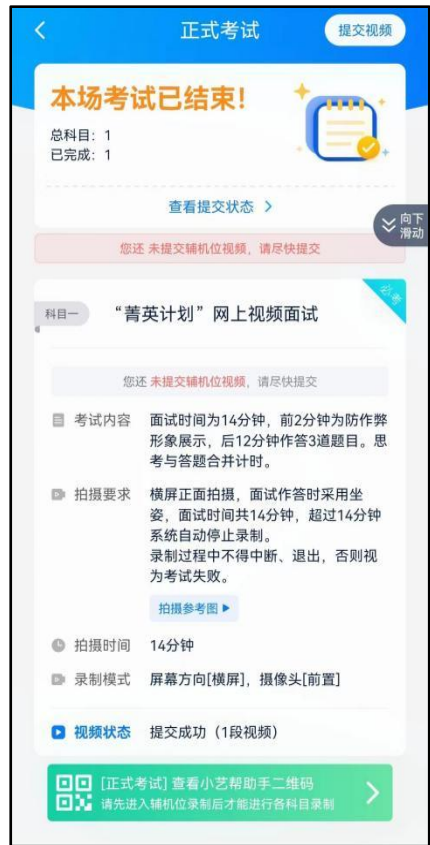 正式考试
提交视频
本场考试已结束!
总科目：1
已完成：1
查看提交状态 >
向下
滑动
您还 未提交辅机位视频，请尽快提交
必考
科目一
“菁英计划”网上视频面试
您还 未提交辅机位视频，请尽快提交
考试内容
面试时间为14分钟，前2分钟为防作弊
形象展示，后12分钟作答3道题目。思
考与答题合并计时。
拍摄要求
横屏正面拍摄，面试作答时采用坐
姿，面试时间共14分钟，超过14分钟
系统自动停止录制。
录制过程中不得中断、退出，否则视
为考试失败。
拍摄参考图
拍摄时间
14分钟
录制模式
屏幕方向[横屏]，摄像头[前置]
视频状态
提交成功（1段视频）
[正式考试] 查看小艺帮助手二维码
请先进入辅机位录制后才能进行各科目录制